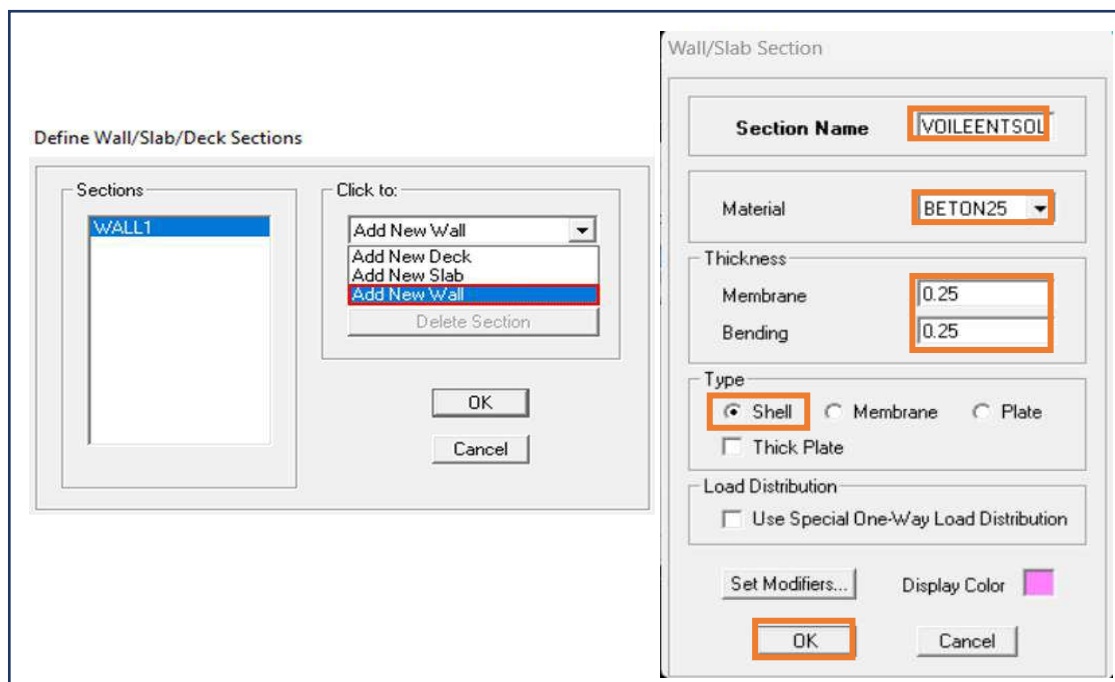 Define Wall/Slab/Deck Sections
Sections
WALL1
Click to:
Add New Wall
Add New Deck
Add New Slab
Add New Wall
Delete Section
OK
Cancel
Wall/Slab Section
Section Name VOILEENTSOL
Material BETON25
Thickness
Membrane 0.25
Bending 0.25
Type
Shell Membrane Plate
Thick Plate
Load Distribution
Use Special One-Way Load Distribution
Set Modifiers... Display Color
OK Cancel